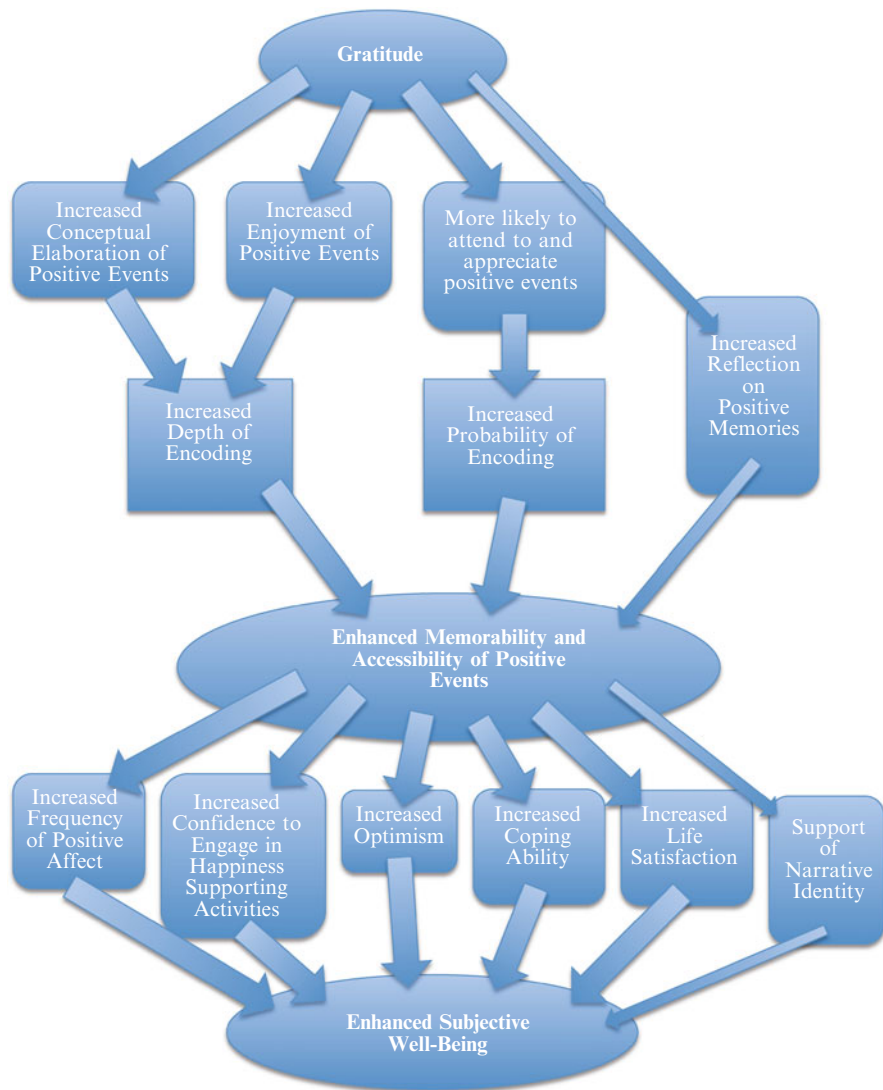 Gratitude
Increased
Conceptual
Elaboration of
Positive Events
Increased
Enjoyment of
Positive Events
More likely to
attend to and
appreciate
positive events
Increased
Reflection
on
Positive
Memories
Increased
Depth of
Encoding
Increased
Probability of
Encoding
Enhanced Memorability and
Accessibility of Positive
Events
Increased
Frequency
of Positive
Affect
Increased
Confidence to
Engage in
Happiness
Supporting
Activities
Increased
Optimism
Increased
Coping
Ability
Increased
Life
Satisfaction
Support
of
Narrative
Identity
Enhanced Subjective
Well-Being